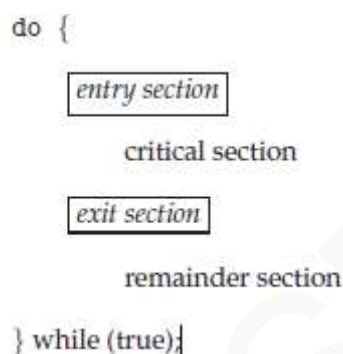 do {
entry section
critical section
exit section
remainder section
} while (true);